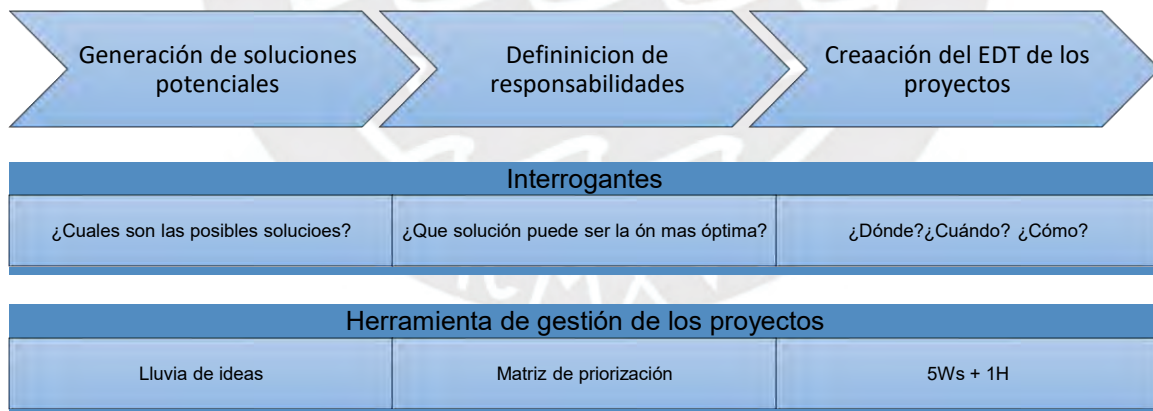 Generación de soluciones
potenciales
Defininicion de
responsabilidades
Creaación del EDT de los
proyectos
Interrogantes
¿Cuales son las posibles solucioes?
¿Que solución puede ser la ón mas óptima?
¿Dónde?¿Cuándo? ¿Cómo?
Herramienta de gestión de los proyectos
Lluvia de ideas
Matriz de priorización
5Ws + 1H